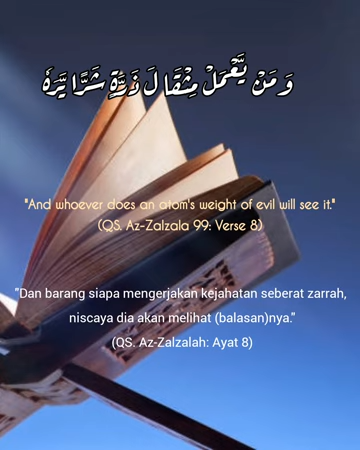 وَمَنْ يَّعْمَلْ مِثْقَالَ ذَرَّةٍ شَرًّا يَّرَهٗ
"And whoever does an atom's weight of evil will see it."
(QS. Az-Zalzala 99: Verse 8)
"Dan barang siapa mengerjakan kejahatan seberat zarrah,
niscaya dia akan melihat (balasan)nya."
(QS. Az-Zalzalah: Ayat 8)